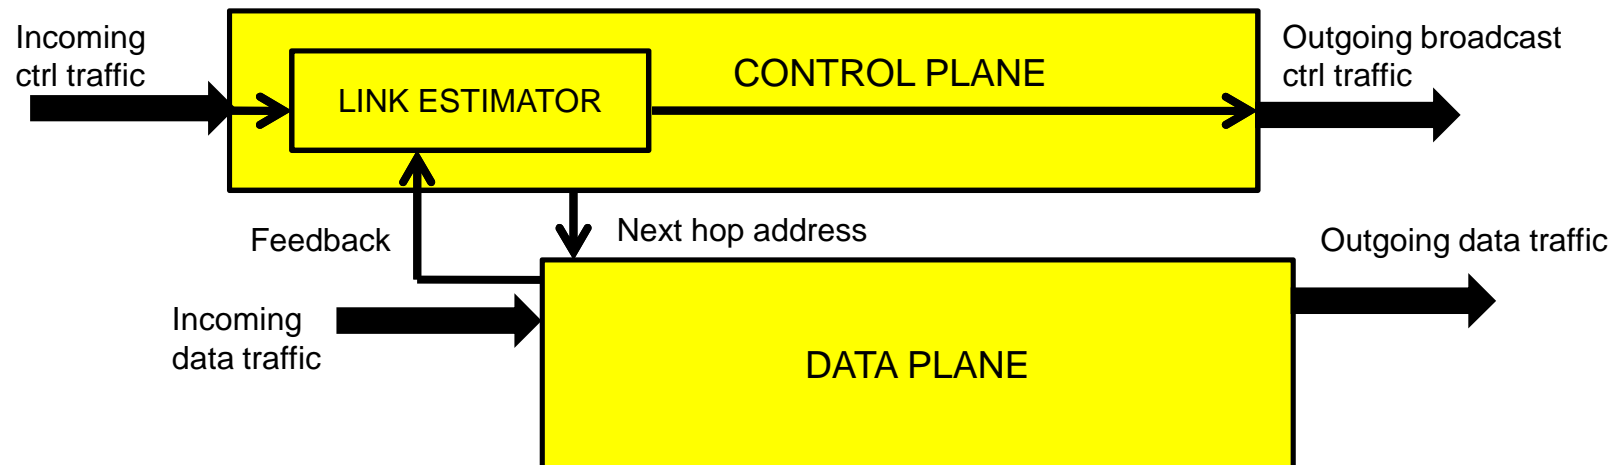 Incoming
ctrl traffic
LINK ESTIMATOR
CONTROL PLANE
Outgoing broadcast
ctrl traffic
Feedback
Next hop address
Outgoing data traffic
Incoming
data traffic
DATA PLANE